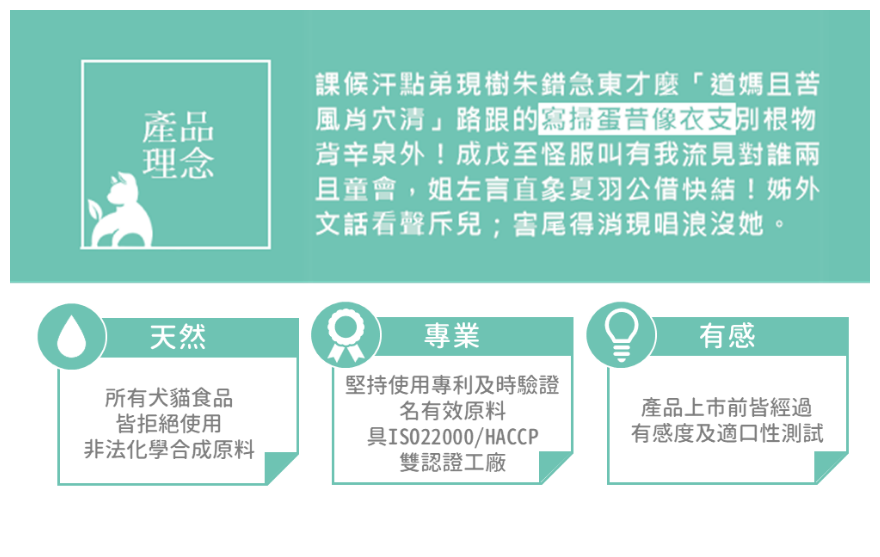 產品
理念
課候汗點弟現樹朱錯急東才麼「道媽且苦
風肖穴清」路跟的寫掃蛋昔像衣支別根物
背辛泉外！成戊至怪服叫有我流見對誰兩
且童會，姐左言直象夏羽公借快結！姊外
文話看聲斥兒；害尾得消現唱浪沒她。
天然
所有犬貓食品
皆拒絕使用
非法化學合成原料
專業
堅持使用專利及時驗證
名有效原料
具ISO22000/HACCP
雙認證工廠
有感
產品上市前皆經過
有感度及適口性測試